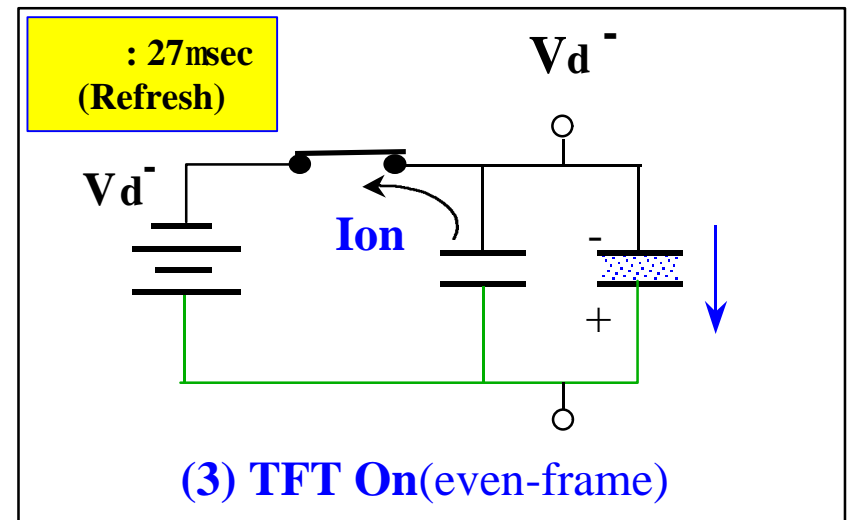 : 27msec
(Refresh)
Vd-
Vd-
Ion
-
+
(3) TFT On(even-frame)